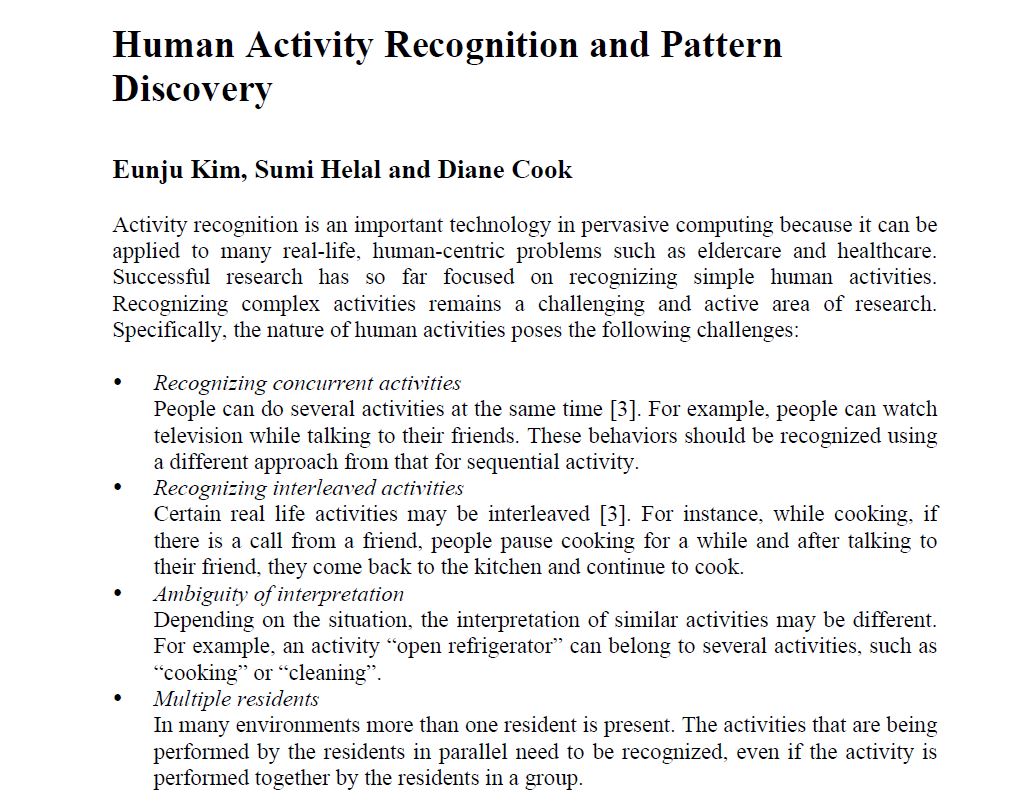 Human Activity Recognition and Pattern
Discovery
Eunju Kim, Sumi Helal and Diane Cook
Activity recognition is an important technology in pervasive computing because it can be
applied to many real-life, human-centric problems such as eldercare and healthcare.
Successful research has so far focused on recognizing simple human activities.
Recognizing complex activities remains a challenging and active area of research.
Specifically, the nature of human activities poses the following challenges:
• Recognizing concurrent activities
People can do several activities at the same time [3]. For example, people can watch
television while talking to their friends. These behaviors should be recognized using
a different approach from that for sequential activity.
• Recognizing interleaved activities
Certain real life activities may be interleaved [3]. For instance, while cooking, if
there is a call from a friend, people pause cooking for a while and after talking to
their friend, they come back to the kitchen and continue to cook.
• Ambiguity of interpretation
Depending on the situation, the interpretation of similar activities may be different.
For example, an activity “open refrigerator” can belong to several activities, such as
“cooking” or “cleaning”.
• Multiple residents
In many environments more than one resident is present. The activities that are being
performed by the residents in parallel need to be recognized, even if the activity is
performed together by the residents in a group.